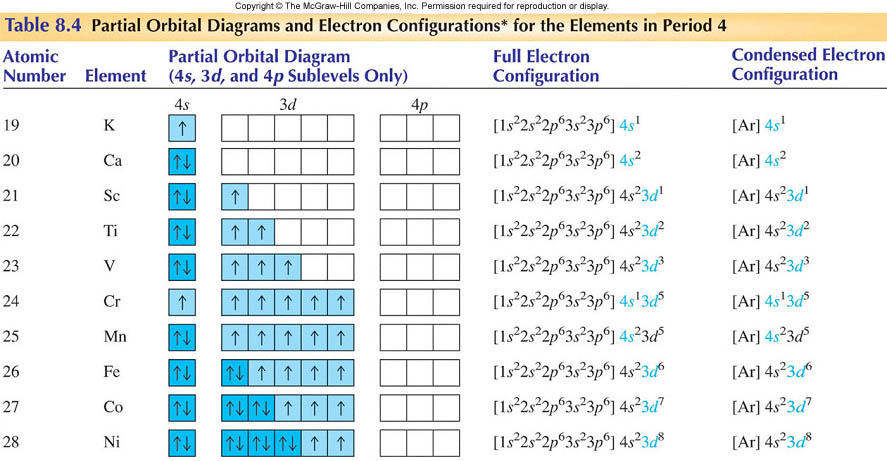 Copyright © The McGraw-Hill Companies, Inc. Permission required for reproduction or display.
Table 8.4 Partial Orbital Diagrams and Electron Configurations* for the Elements in Period 4
Atomic Number Element Partial Orbital Diagram (4s, 3d, and 4p Sublevels Only) Full Electron Configuration Condensed Electron Configuration
4s 3d 4p
19 K ↑ [1s²2s²2p⁶3s²3p⁶] 4s¹ [Ar] 4s¹
20 Ca ↑↓ [1s²2s²2p⁶3s²3p⁶] 4s² [Ar] 4s²
21 Sc ↑↓ ↑ [1s²2s²2p⁶3s²3p⁶] 4s²3d¹ [Ar] 4s²3d¹
22 Ti ↑↓ ↑ ↑ [1s²2s²2p⁶3s²3p⁶] 4s²3d² [Ar] 4s²3d²
23 V ↑↓ ↑ ↑ ↑ [1s²2s²2p⁶3s²3p⁶] 4s²3d³ [Ar] 4s²3d³
24 Cr ↑ ↑ ↑ ↑ ↑ ↑ [1s²2s²2p⁶3s²3p⁶] 4s¹3d⁵ [Ar] 4s¹3d⁵
25 Mn ↑↓ ↑ ↑ ↑ ↑ ↑ [1s²2s²2p⁶3s²3p⁶] 4s²3d⁵ [Ar] 4s²3d⁵
26 Fe ↑↓ ↑↓ ↑ ↑ ↑ ↑ [1s²2s²2p⁶3s²3p⁶] 4s²3d⁶ [Ar] 4s²3d⁶
27 Co ↑↓ ↑↓ ↑↓ ↑ ↑ ↑ [1s²2s²2p⁶3s²3p⁶] 4s²3d⁷ [Ar] 4s²3d⁷
28 Ni ↑↓ ↑↓ ↑↓ ↑↓ ↑ ↑ [1s²2s²2p⁶3s²3p⁶] 4s²3d⁸ [Ar] 4s²3d⁸